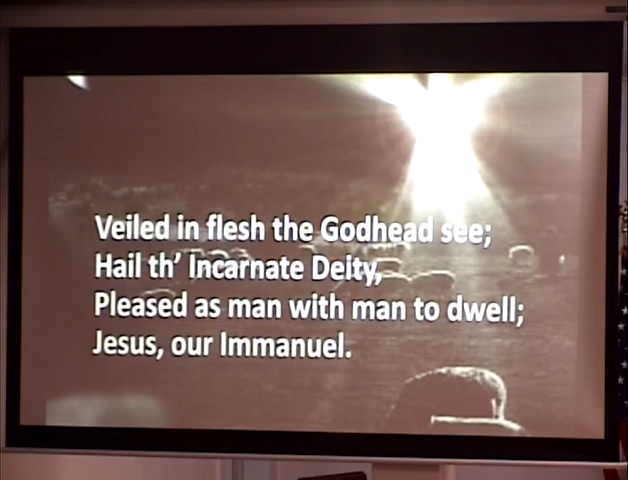 Veiled in flesh the Godhead see;
Hail th' Incarnate Deity,
Pleased as man with man to dwell;
Jesus, our Immanuel.